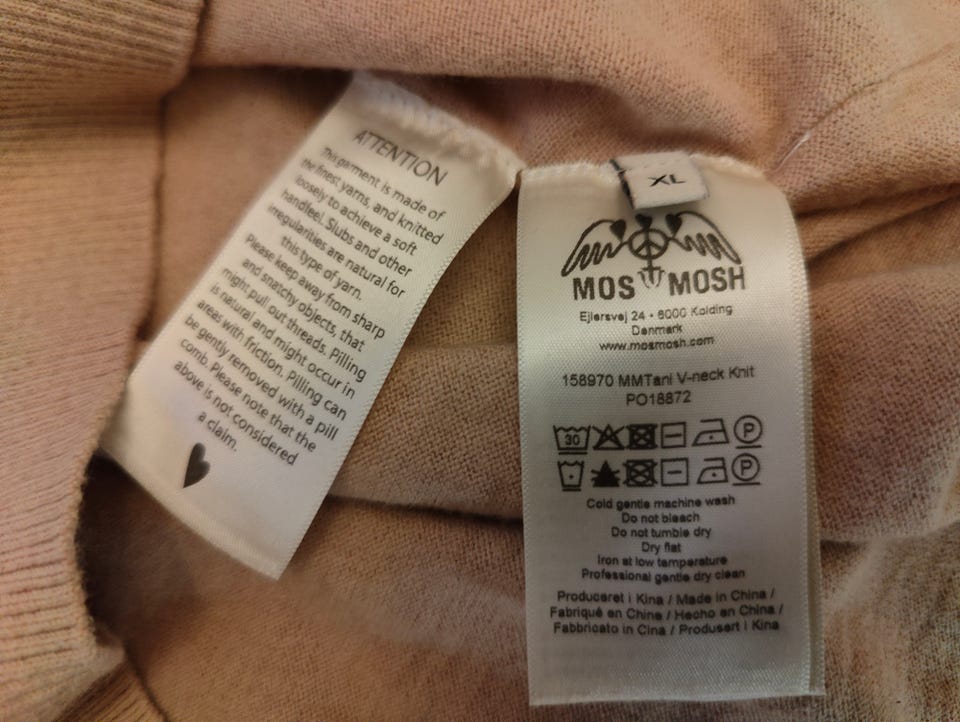 ATTENTION
This garment is made of
the finest yarns, and knitted
loosely to achieve a soft
handfeel. Slubs and other
irregularities are natural for
this type of yarn.
Please keep away from sharp
and snatchy objects, that
might pull out threads. Pilling
is natural and might occur in
areas with friction. Pilling can
be gently removed with a pill
comb. Please note that the
above is not considered
a claim.
XL
MOS MOSH
Ejlersvej 24 • 6000 Kolding
Denmark
www.mosmosh.com
158970 MMTani V-neck Knit
PO18872
30 P
P
Cold gentle machine wash
Do not bleach
Do not tumble dry
Dry flat
Iron at low temperature
Professional gentle dry clean
Produceret i Kina / Made in China /
Fabriqué en China / Hecho en China /
Fabbricato in Cina / Produsert i Kina